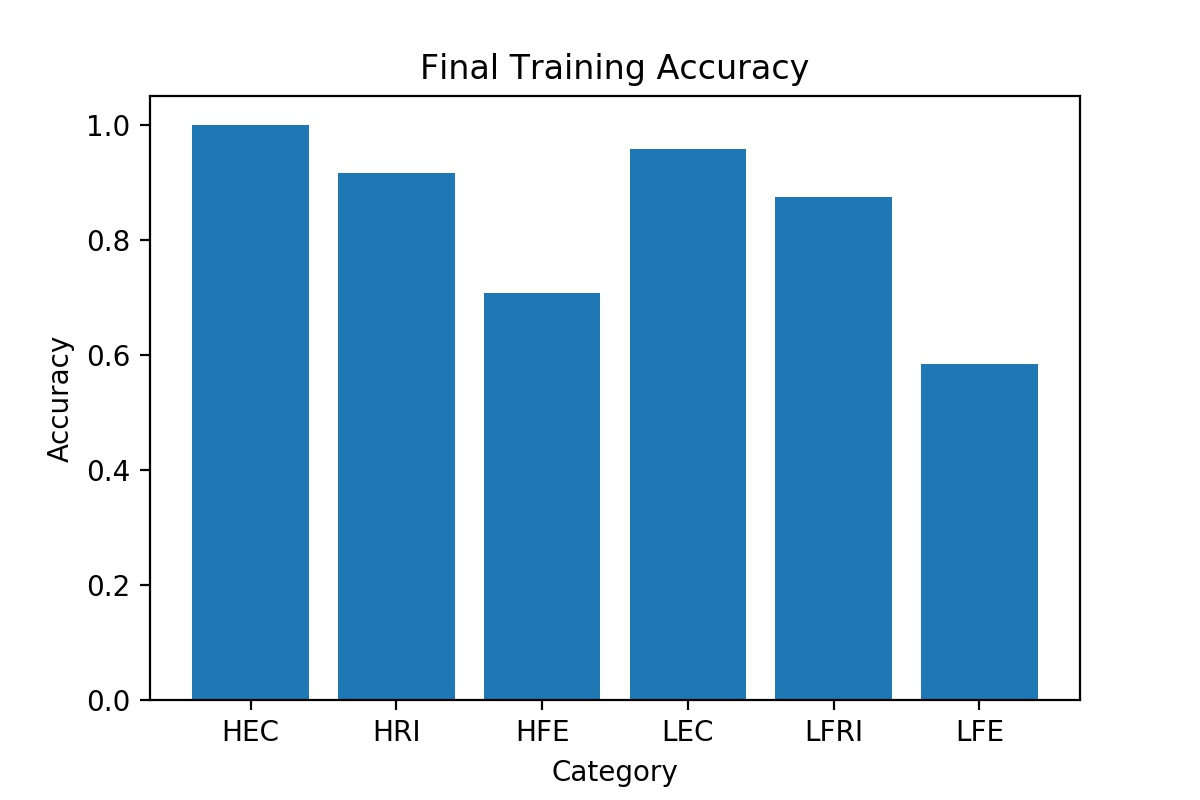 Final Training Accuracy
Accuracy
1.0
0.8
0.6
0.4
0.2
0.0
HEC HRI HFE LEC LFRI LFE
Category